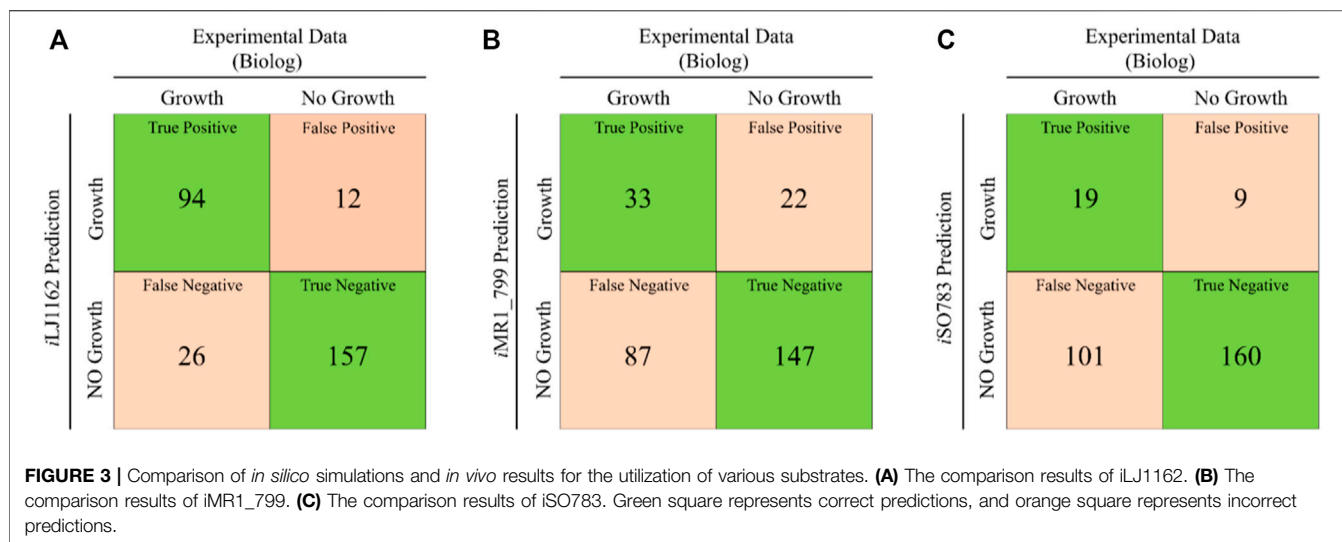 A
Experimental Data
(Biolog)
Growth
No Growth
iLJ1162 Prediction
Growth
NO Growth
True Positive
94
False Positive
12
False Negative
26
True Negative
157
B
Experimental Data
(Biolog)
Growth
No Growth
iMR1_799 Prediction
Growth
NO Growth
True Positive
33
False Positive
22
False Negative
87
True Negative
147
C
Experimental Data
(Biolog)
Growth
No Growth
iSO783 Prediction
Growth
NO Growth
True Positive
19
False Positive
9
False Negative
101
True Negative
160
FIGURE 3 | Comparison of in silico simulations and in vivo results for the utilization of various substrates. (A) The comparison results of iLJ1162. (B) The
comparison results of iMR1_799. (C) The comparison results of iSO783. Green square represents correct predictions, and orange square represents incorrect
predictions.